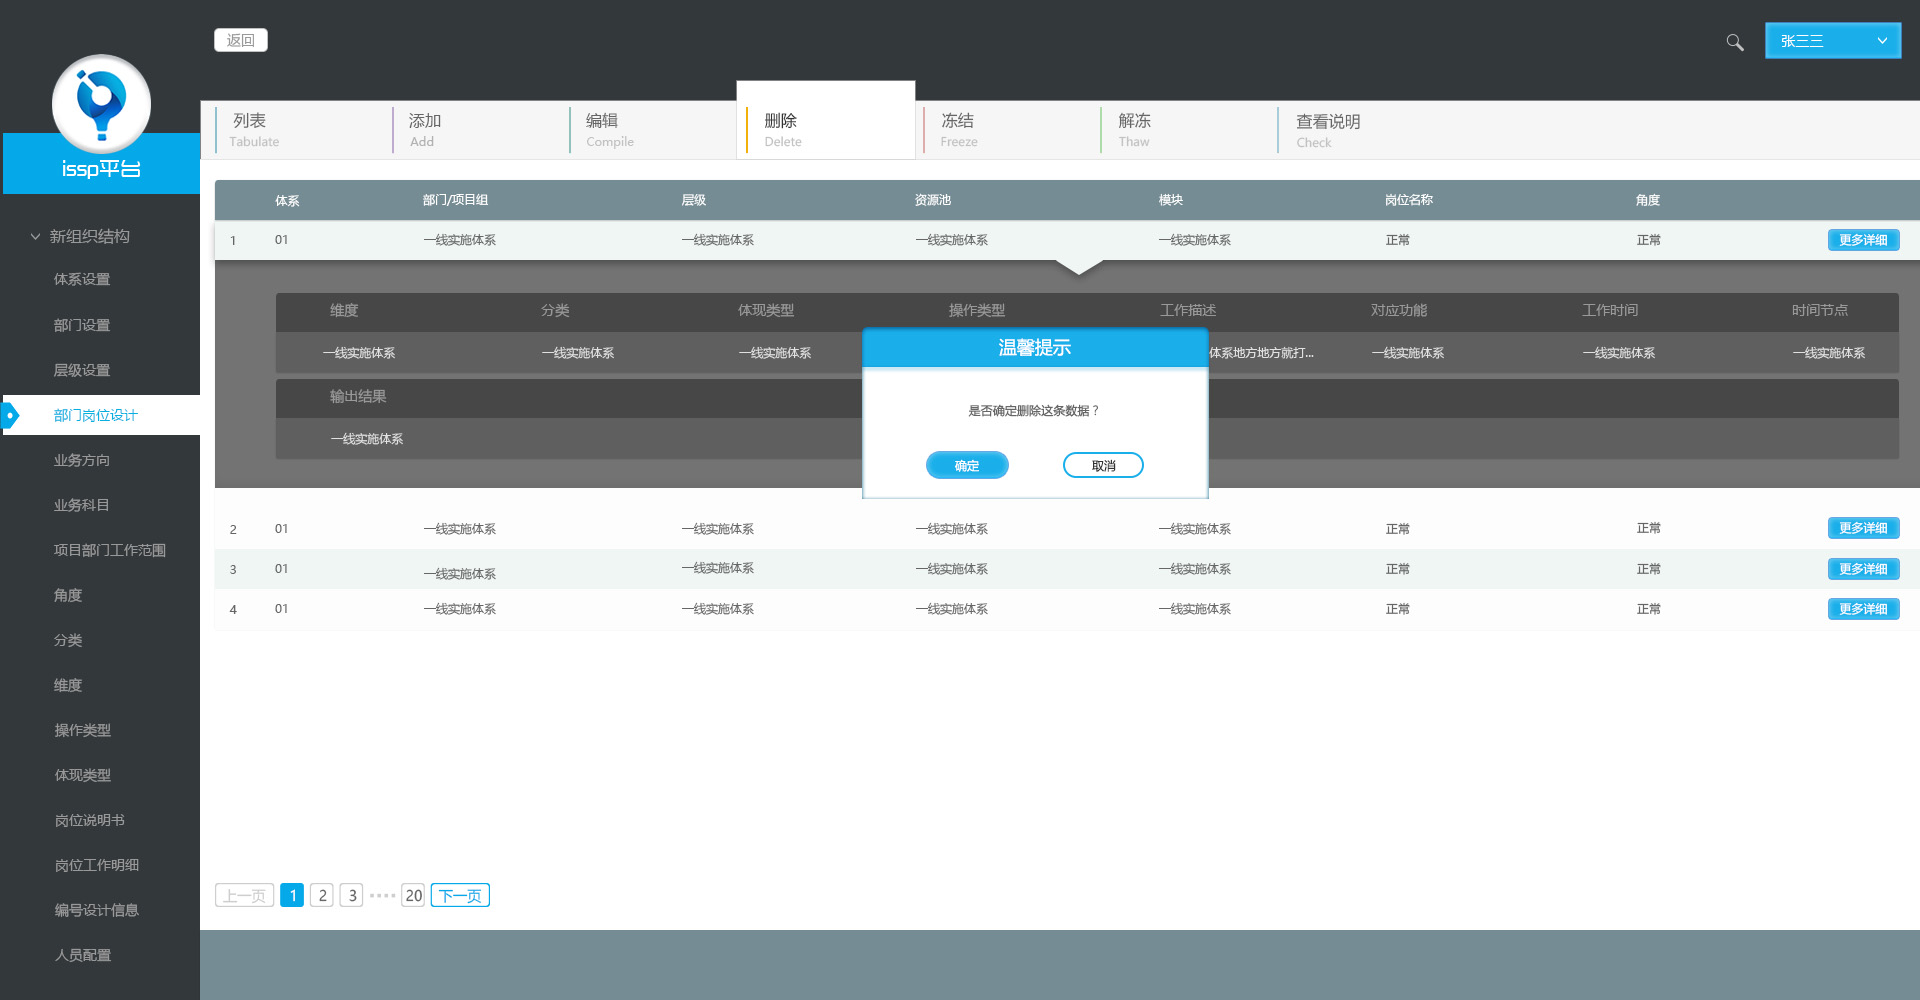 返回
张三三
issp平台
列表
Tabulate
添加
Add
编辑
Compile
删除
Delete
冻结
Freeze
解冻
Thaw
查看说明
Check
新组织结构
体系设置
部门设置
层级设置
部门岗位设计
业务方向
业务科目
项目部门工作范围
角度
分类
维度
操作类型
体现类型
岗位说明书
岗位工作明细
编号设计信息
人员配置
体系 部门/项目组 层级 资源池 模块 岗位名称 角度
1 01 一线实施体系 一线实施体系 一线实施体系 一线实施体系 正常 正常 更多详细
维度 分类 体现类型 操作类型 工作描述 对应功能 工作时间 时间节点
一线实施体系 一线实施体系 一线实施体系 体系地方地方就打... 一线实施体系 一线实施体系 一线实施体系
输出结果
一线实施体系
温馨提示
是否确定删除这条数据？
确定 取消
2 01 一线实施体系 一线实施体系 一线实施体系 一线实施体系 正常 正常 更多详细
3 01 一线实施体系 一线实施体系 一线实施体系 一线实施体系 正常 正常 更多详细
4 01 一线实施体系 一线实施体系 一线实施体系 一线实施体系 正常 正常 更多详细
上一页 1 2 3 •••• 20 下一页